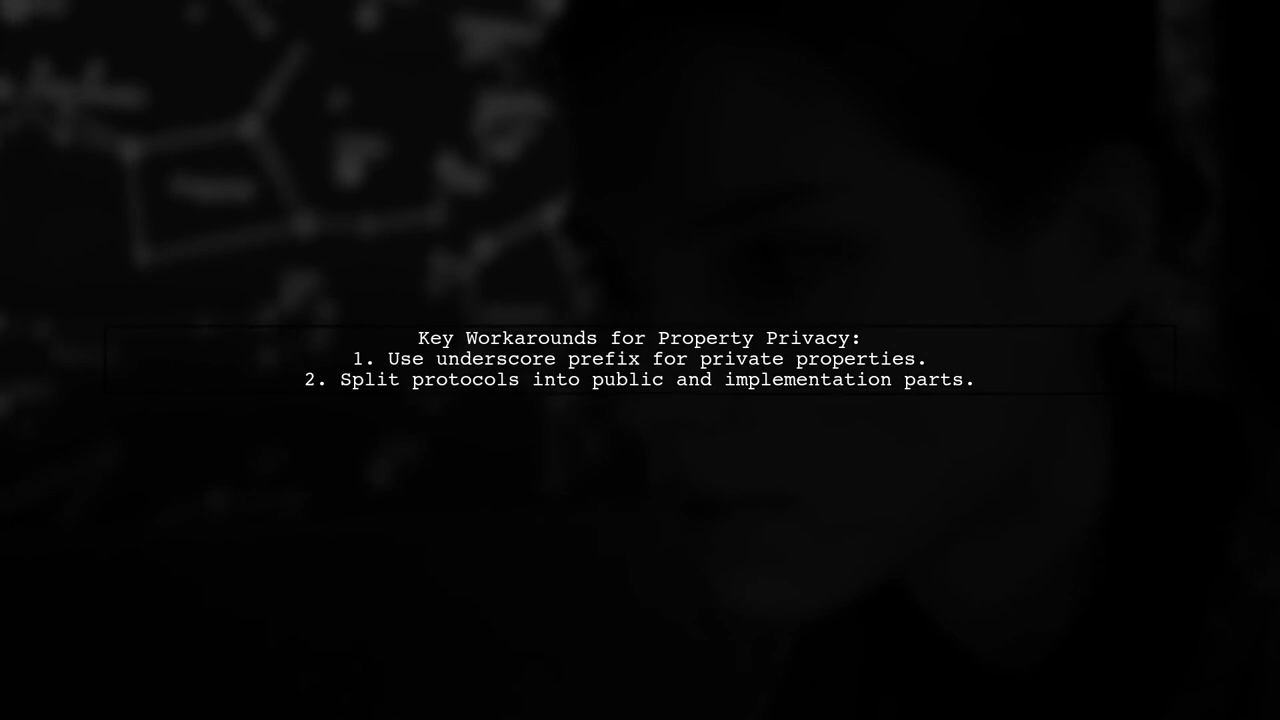 Key Workarounds for Property Privacy:
1. Use underscore prefix for private properties.
2. Split protocols into public and implementation parts.